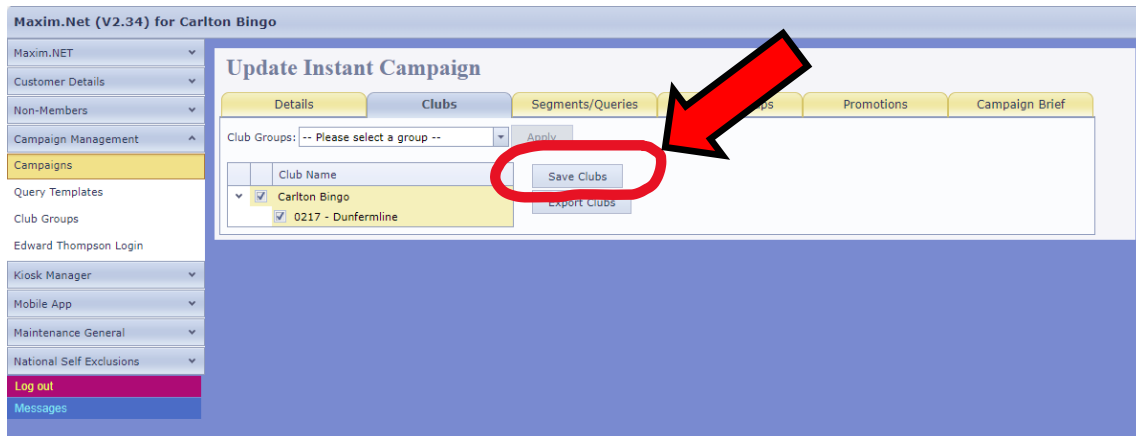 Maxim.Net (V2.34) for Carlton Bingo
Maxim.NET
Customer Details
Non-Members
Campaign Management
Campaigns
Query Templates
Club Groups
Edward Thompson Login
Kiosk Manager
Mobile App
Maintenance General
National Self Exclusions
Log out
Messages
Update Instant Campaign
Details Clubs Segments/Queries Promotions Campaign Brief
Club Groups: -- Please select a group -- Apply
Club Name
Carlton Bingo
0217 - Dunfermline
Save Clubs
Export Clubs